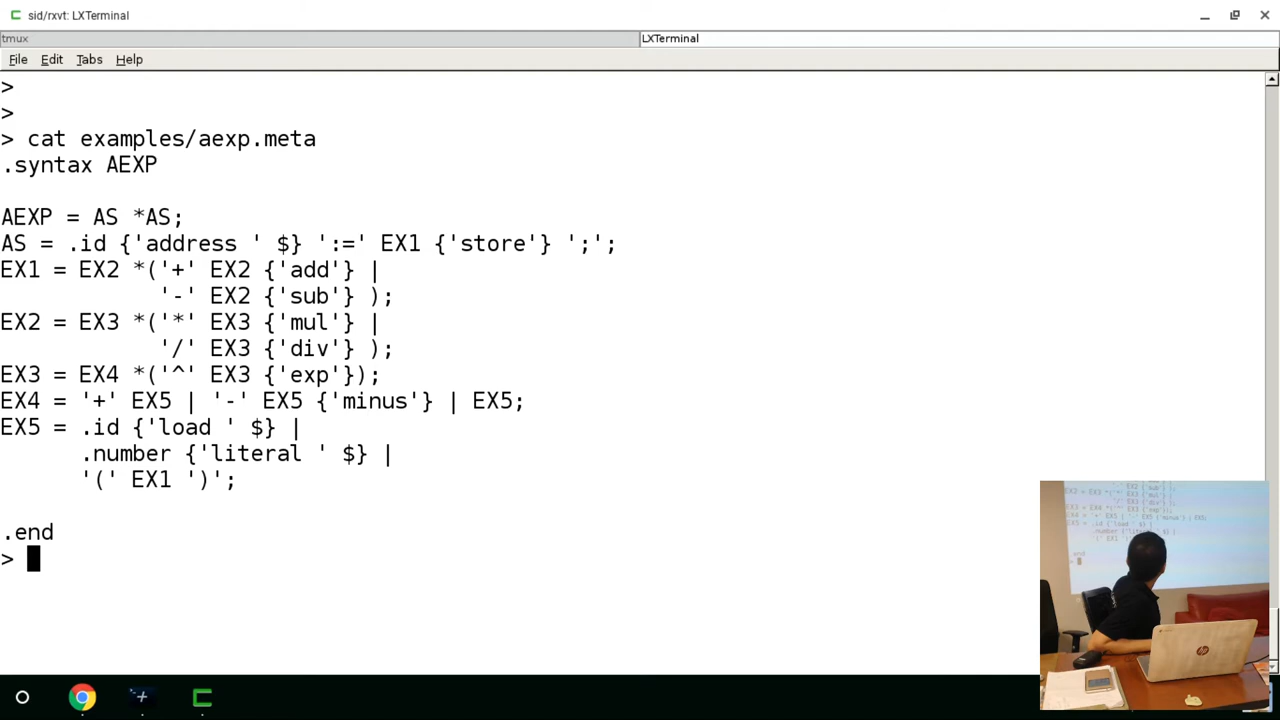 sid/rxvt: LXTerminal
tmux
LXTerminal
File Edit Tabs Help
>
>
> cat examples/aexp.meta
.syntax AEXP
AEXP = AS *AS;
AS = .id {'address ' $} ':=' EX1 {'store'} ';';
EX1 = EX2 *('+' EX2 {'add'} |
'-' EX2 {'sub'} );
EX2 = EX3 *('*' EX3 {'mul'} |
'/' EX3 {'div'} );
EX3 = EX4 *('^' EX3 {'exp'});
EX4 = '+' EX5 | '-' EX5 {'minus'} | EX5;
EX5 = .id {'load ' $} |
.number {'literal ' $} |
'(' EX1 ')';
.end
>